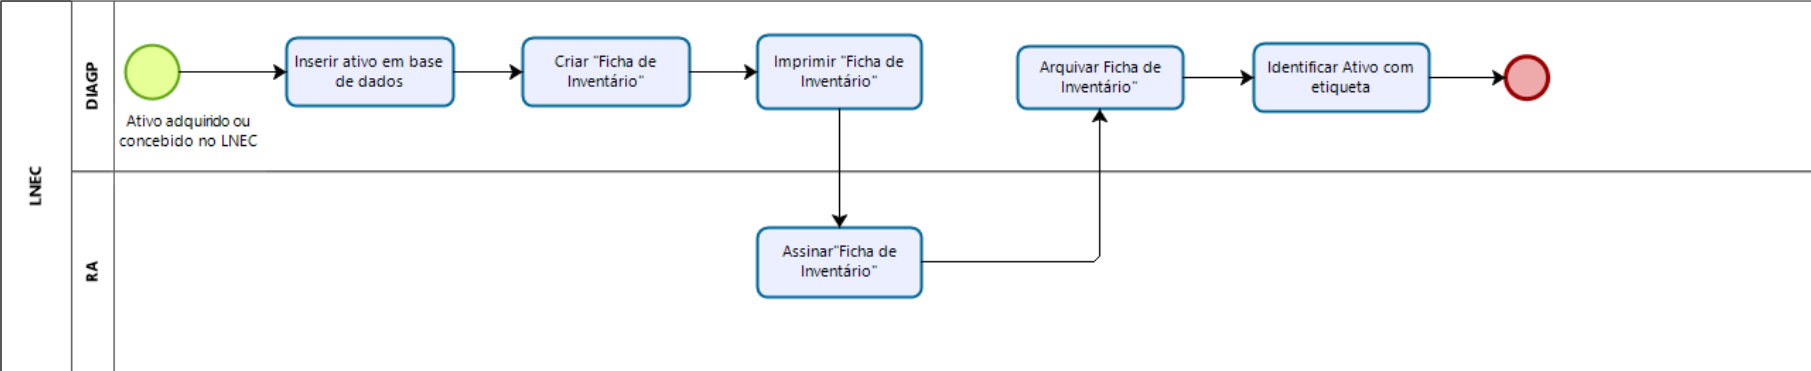 LNEC
DIAGP
Ativo adquirido ou
concebido no LNEC
Inserir ativo em base
de dados
Criar "Ficha de
Inventário"
Imprimir "Ficha de
Inventário"
Arquivar Ficha de
Inventário"
Identificar Ativo com
etiqueta
RA
Assinar"Ficha de
Inventário"